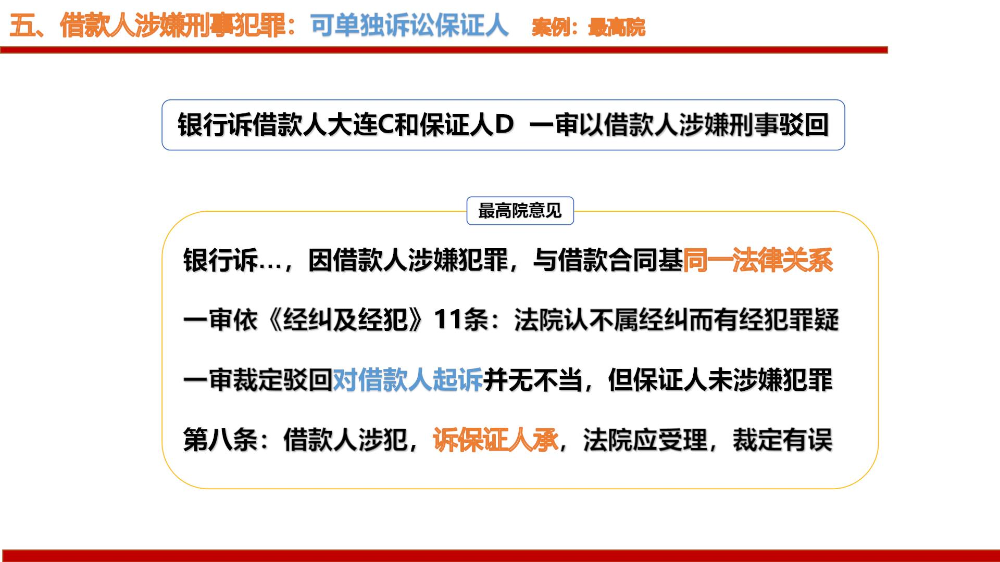 五、借款人涉嫌刑事犯罪：可单独诉讼保证人 案例：最高院
银行诉借款人大连C和保证人D 一审以借款人涉嫌刑事驳回
最高院意见
银行诉…，因借款人涉嫌犯罪，与借款合同基同一法律关系
一审依《经纠及经犯》11条：法院认不属经纠而有经犯罪疑
一审裁定驳回对借款人起诉并无不当，但保证人未涉嫌犯罪
第八条：借款人涉犯，诉保证人承，法院应受理，裁定有误